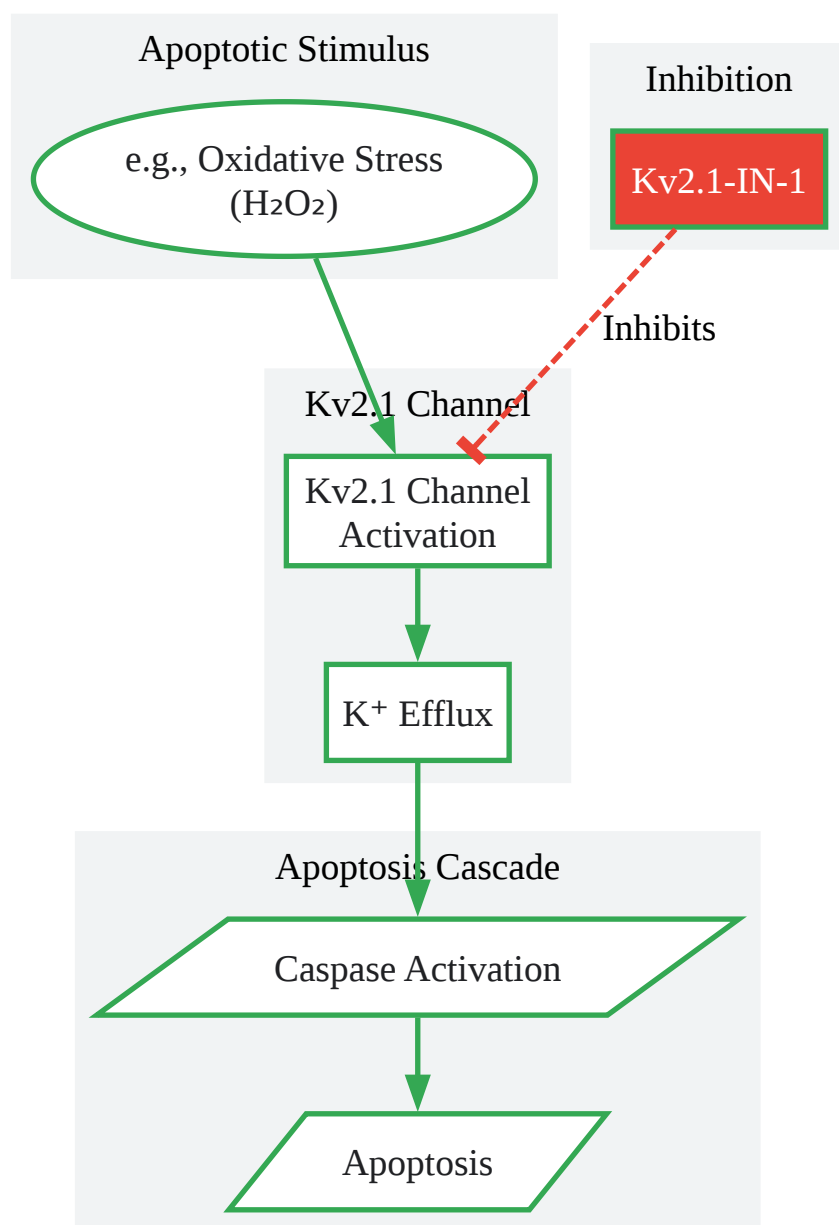 Apoptotic Stimulus
e.g., Oxidative Stress
(H₂O₂)
Inhibition
Kv2.1-IN-1
Inhibits
Kv2.1 Channel
Kv2.1 Channel
Activation
K⁺ Efflux
Apoptosis Cascade
Caspase Activation
Apoptosis